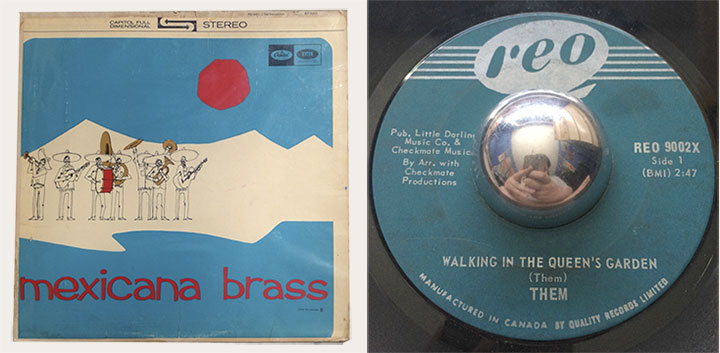 CAPITOL FULL
DIMENSIONAL
STEREO
Capitol
mexicana brass
reo
Pub. Little Darlin
Music Co. &
Checkmate Music
By Arr. with
Checkmate
Productions
REO 9002X
Side 1
(BMI) 2:47
WALKING IN THE QUEEN'S GARDEN
(Them)
THEM
MANUFACTURED IN CANADA BY QUALITY RECORDS LIMITED